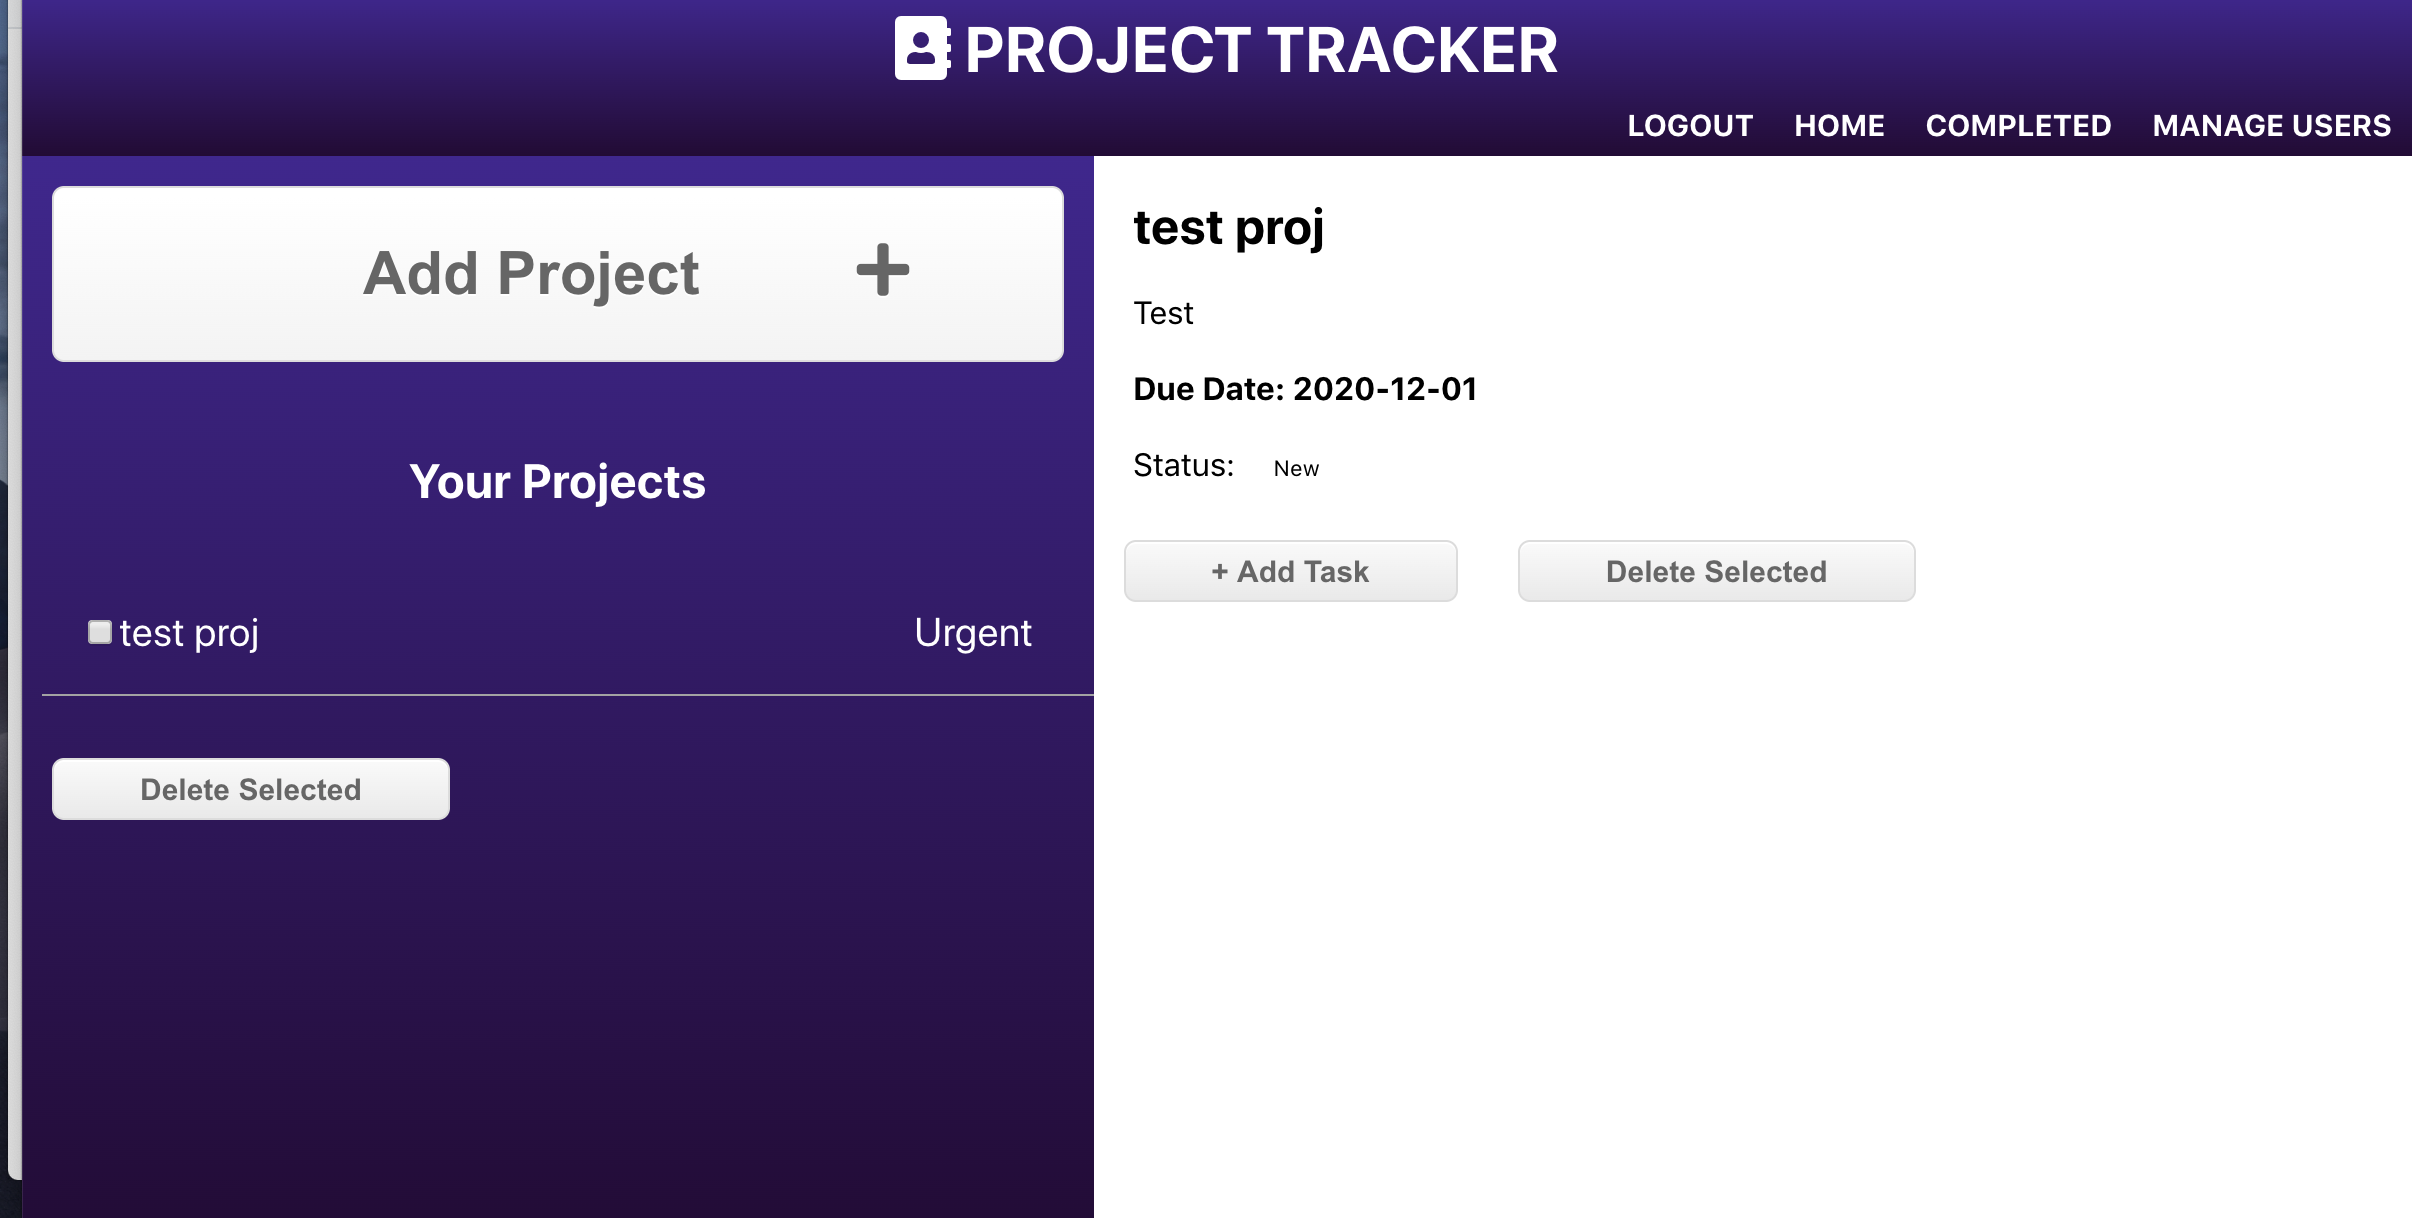 PROJECT TRACKER
LOGOUT HOME COMPLETED MANAGE USERS
Add Project +
Your Projects
test proj Urgent
Delete Selected
test proj
Test
Due Date: 2020-12-01
Status: New
+ Add Task Delete Selected